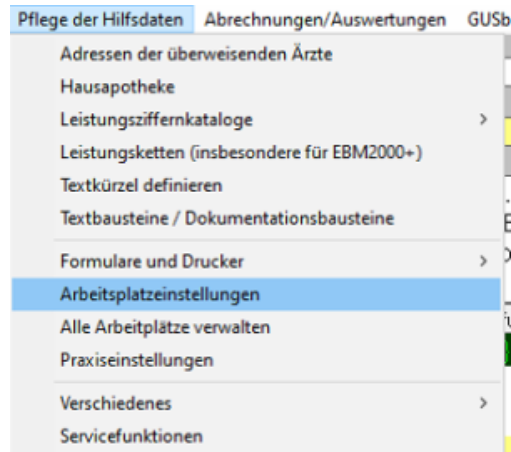 Pflege der Hilfsdaten Abrechnungen/Auswertungen GUSb
Adressen der überweisenden Ärzte
Hausapotheke
Leistungsziffernkataloge
Leistungsketten (insbesondere für EBM2000+)
Textkürzel definieren
Textbausteine / Dokumentationsbausteine
Formulare und Drucker
Arbeitsplatzeinstellungen
Alle Arbeitplätze verwalten
Praxiseinstellungen
Verschiedenes
Servicefunktionen